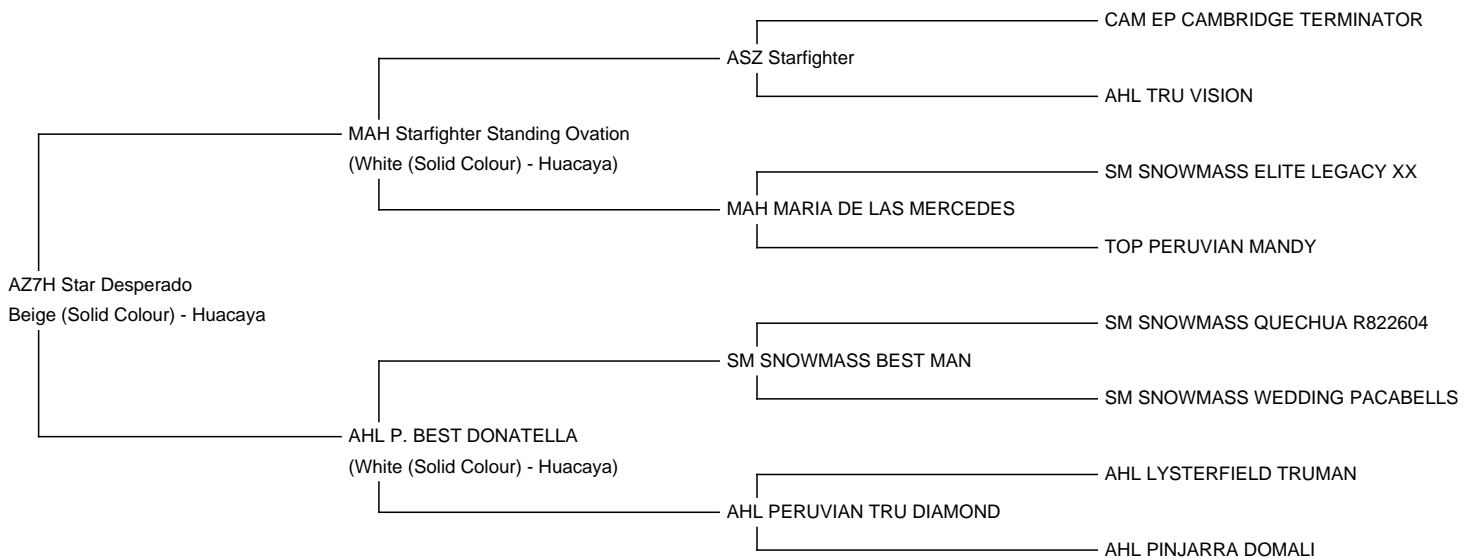 CAM EP CAMBRIDGE TERMINATOR
ASZ Starfighter
AHL TRU VISION
MAH Starfighter Standing Ovation
(White (Solid Colour) - Huacaya)
SM SNOWMASS ELITE LEGACY XX
MAH MARIA DE LAS MERCEDES
TOP PERUVIAN MANDY
AZ7H Star Desperado
Beige (Solid Colour) - Huacaya
SM SNOWMASS QUECHUA R822604
SM SNOWMASS BEST MAN
SM SNOWMASS WEDDING PACABELLS
AHL P. BEST DONATELLA
(White (Solid Colour) - Huacaya)
AHL LYSTERFIELD TRUMAN
AHL PERUVIAN TRU DIAMOND
AHL PINJARRA DOMALI